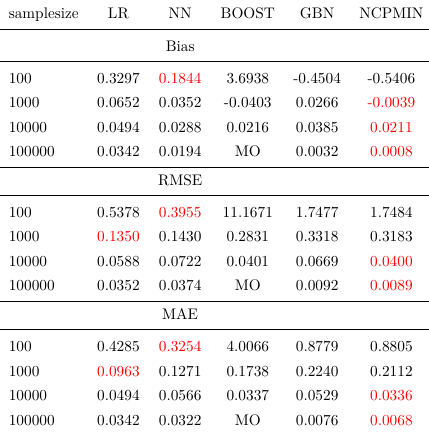 samplesize LR NN BOOST GBN NCPMIN
Bias
100 0.3297 0.1844 3.6938 -0.4504 -0.5406
1000 0.0652 0.0352 -0.0403 0.0266 -0.0039
10000 0.0494 0.0288 0.0216 0.0385 0.0211
100000 0.0342 0.0194 MO 0.0032 0.0008
RMSE
100 0.5378 0.3955 11.1671 1.7477 1.7484
1000 0.1350 0.1430 0.2831 0.3318 0.3183
10000 0.0588 0.0722 0.0401 0.0669 0.0400
100000 0.0352 0.0374 MO 0.0092 0.0089
MAE
100 0.4285 0.3254 4.0066 0.8779 0.8805
1000 0.0963 0.1271 0.1738 0.2240 0.2112
10000 0.0494 0.0566 0.0337 0.0529 0.0336
100000 0.0342 0.0322 MO 0.0076 0.0068